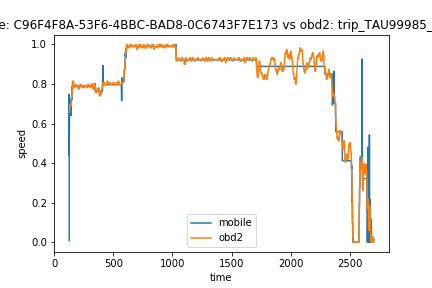 e: C96F4F8A-53F6-4BBC-BAD8-0C6743F7E173 vs obd2: trip_TAU99985_
1.0
0.8
0.6
0.4
0.2
0.0
speed
mobile
obd2
0 500 1000 1500 2000 2500
time